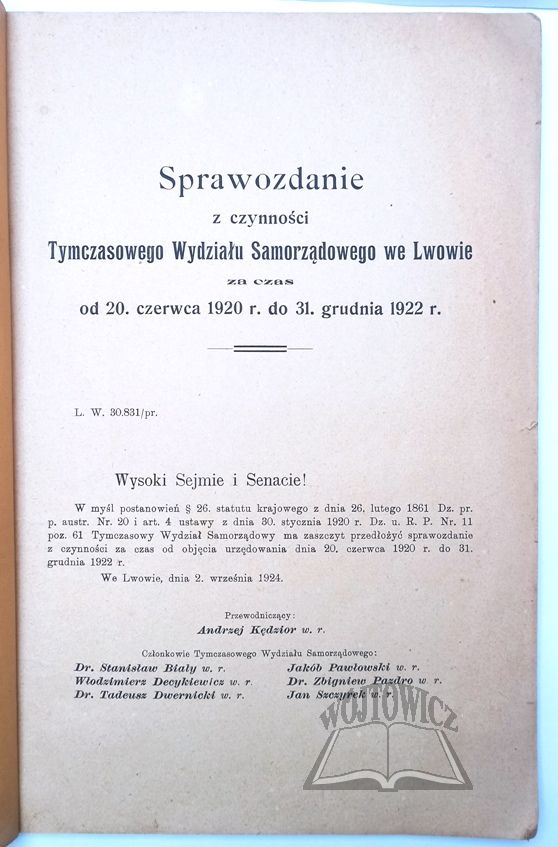 Sprawozdanie
z czynności
Tymczasowego Wydziału Samorządowego we Lwowie
za czas
od 20. czerwca 1920 r. do 31. grudnia 1922 r.
L. W. 30.831/pr.
Wysoki Sejmie i Senacie!
W myśl postanowień § 26. statutu krajowego z dnia 26. lutego 1861 Dz. pr.
p. austr. Nr. 20 i art. 4 ustawy z dnia 30. stycznia 1920 r. Dz. u. R. P. Nr. 11
poz. 61 Tymczasowy Wydział Samorządowy ma zaszczyt przedłożyć sprawozdanie
z czynności za czas od objęcia urzędowania dnia 20. czerwca 1920 r. do 31.
grudnia 1922 r.
We Lwowie, dnia 2. września 1924.
Przewodniczący:
Andrzej Kędzior w. r.
Członkowie Tymczasowego Wydziału Samorządowego:
Dr. Stanisław Biały w. r. Jakób Pawłowski w. r.
Włodzimierz Decykiewicz w. r. Dr. Zbigniew Pazdro w. r.
Dr. Tadeusz Dwernicki w. r. Jan Szczyrek w. r.
WÓJTOWICZ